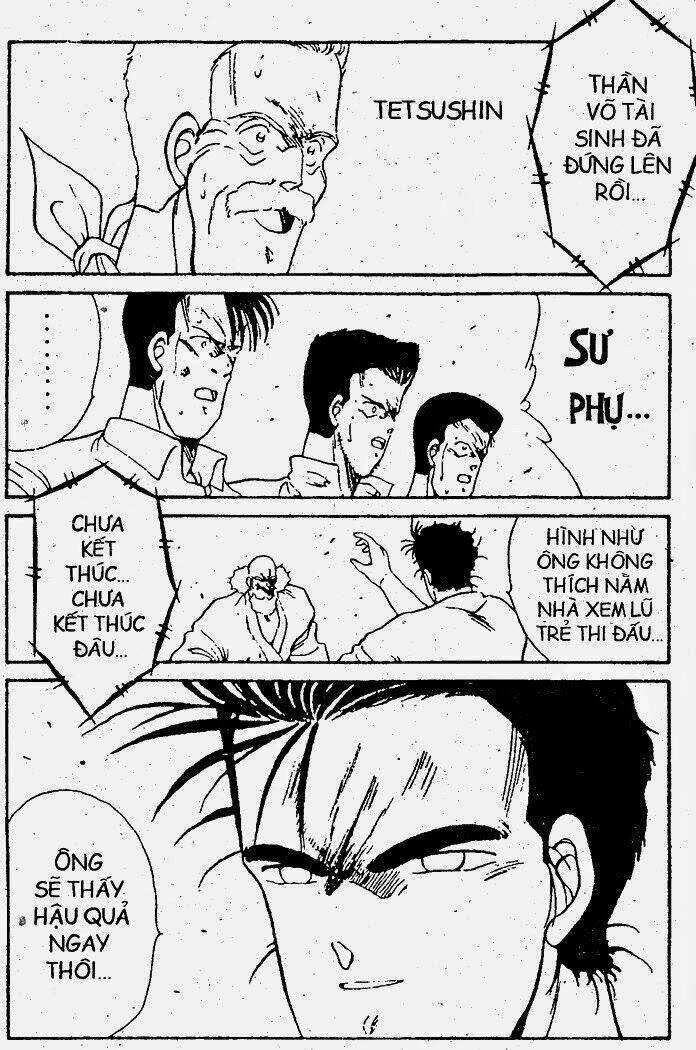 THẦN
VÕ TÀI
SINH ĐÃ
ĐỨNG LÊN
RỒI...
TETSUSHIN
SƯ
PHỤ...
......
HÌNH NHỪ
ÔNG KHÔNG
THÍCH NẰM
NHÀ XEM LŨ
TRẺ THI ĐẤU...
CHƯA
KẾT
THÚC...
CHƯA
KẾT THÚC
ĐÂU...
ÔNG
SẼ THẤY
HẬU QUẢ
NGAY
THÔI...